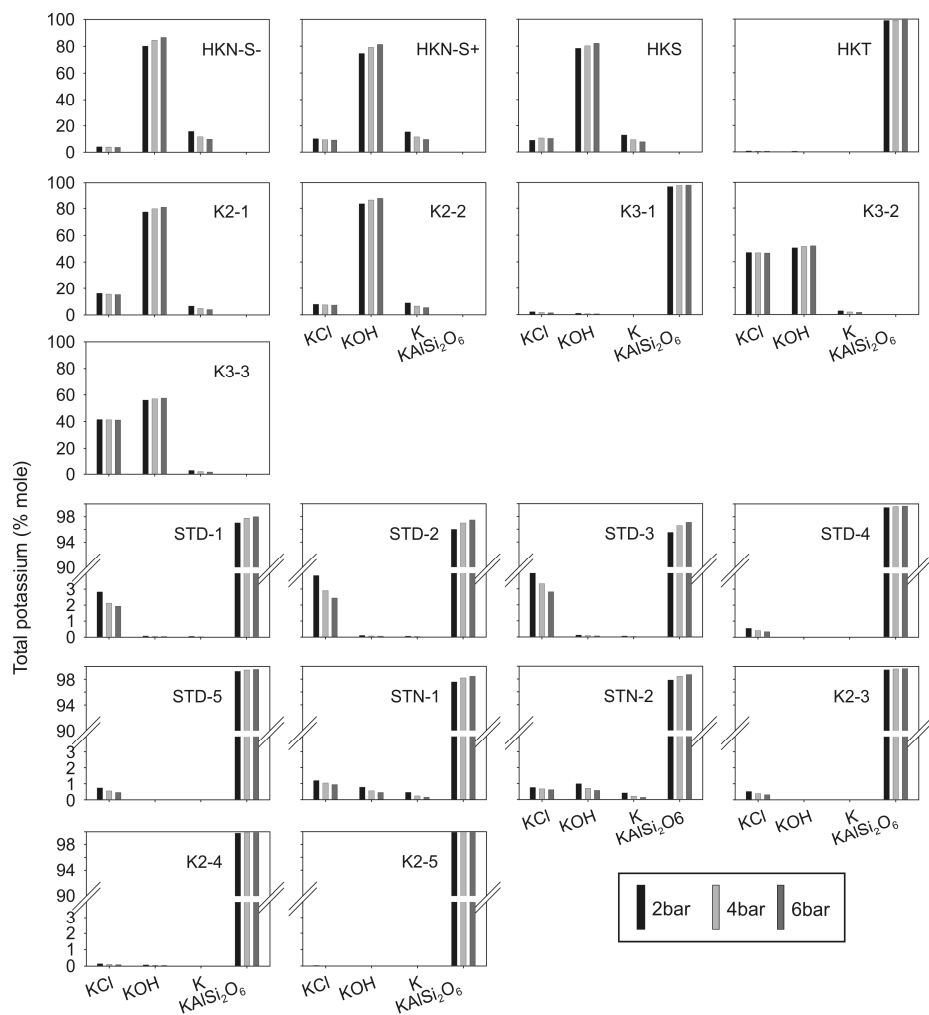 100
80
60
40
20
0
HKN-S-
HKN-S+
HKS
HKT
100
80
60
40
20
0
K2-1
K2-2
K3-1
K3-2
KCl
KOH
K
KAlSi2O6
KCl
KOH
K
KAlSi2O6
KCl
KOH
K
KAlSi2O6
100
80
60
40
20
0
K3-3
Total potassium (% mole)
98
94
90
3
2
1
0
STD-1
STD-2
STD-3
STD-4
98
94
90
3
2
1
0
STD-5
STN-1
STN-2
K2-3
KCl
KOH
K
KAlSi2O6
KCl
KOH
K
KAlSi2O6
98
94
90
3
2
1
0
K2-4
K2-5
KCl
KOH
K
KAlSi2O6
KCl
KOH
K
KAlSi2O6
2bar
4bar
6bar